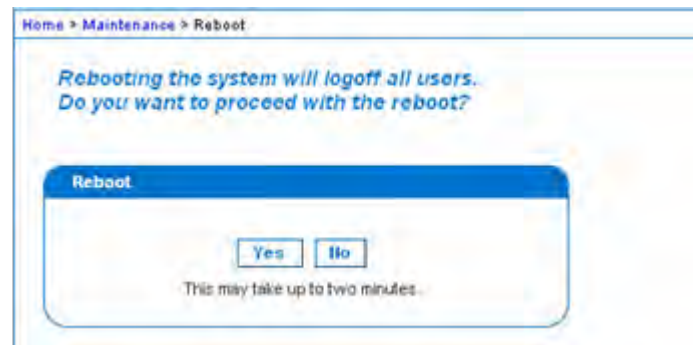 Home > Maintenance > Reboot
Rebooting the system will logoff all users.
Do you want to proceed with the reboot?
Reboot
Yes No
This may take up to two minutes.